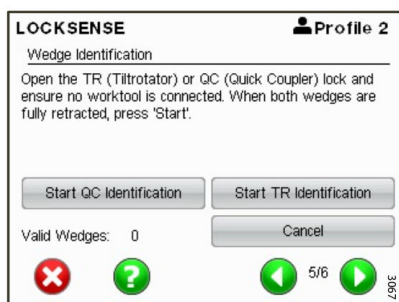 LOCKSENSE Profile 2
Wedge Identification
Open the TR (Tiltrotator) or QC (Quick Coupler) lock and
ensure no worktool is connected. When both wedges are
fully retracted, press 'Start'.
Start QC Identification Start TR Identification
Valid Wedges: 0 Cancel
? 5/6
3067